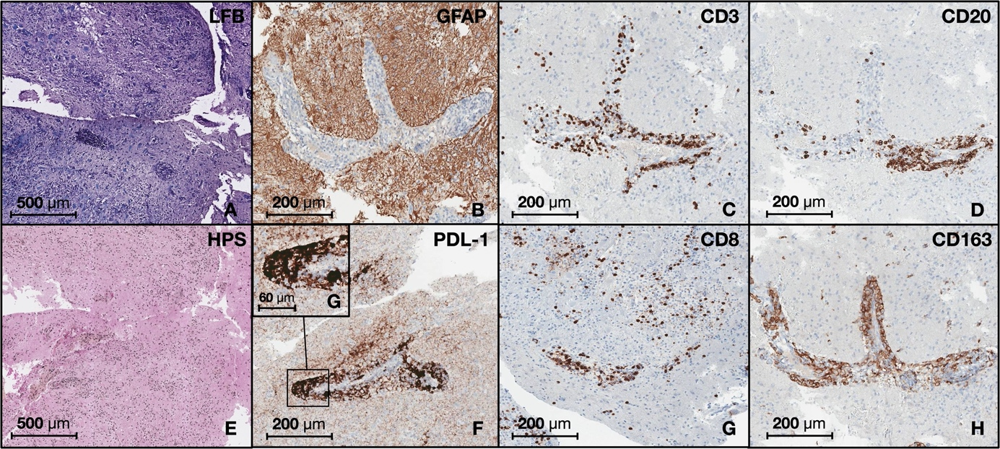 LFB
500 μm
A
GFAP
200 μm
B
CD3
200 μm
C
CD20
200 μm
D
HPS
500 μm
E
PDL-1
60 μm
G
200 μm
F
CD8
200 μm
G
CD163
200 μm
H